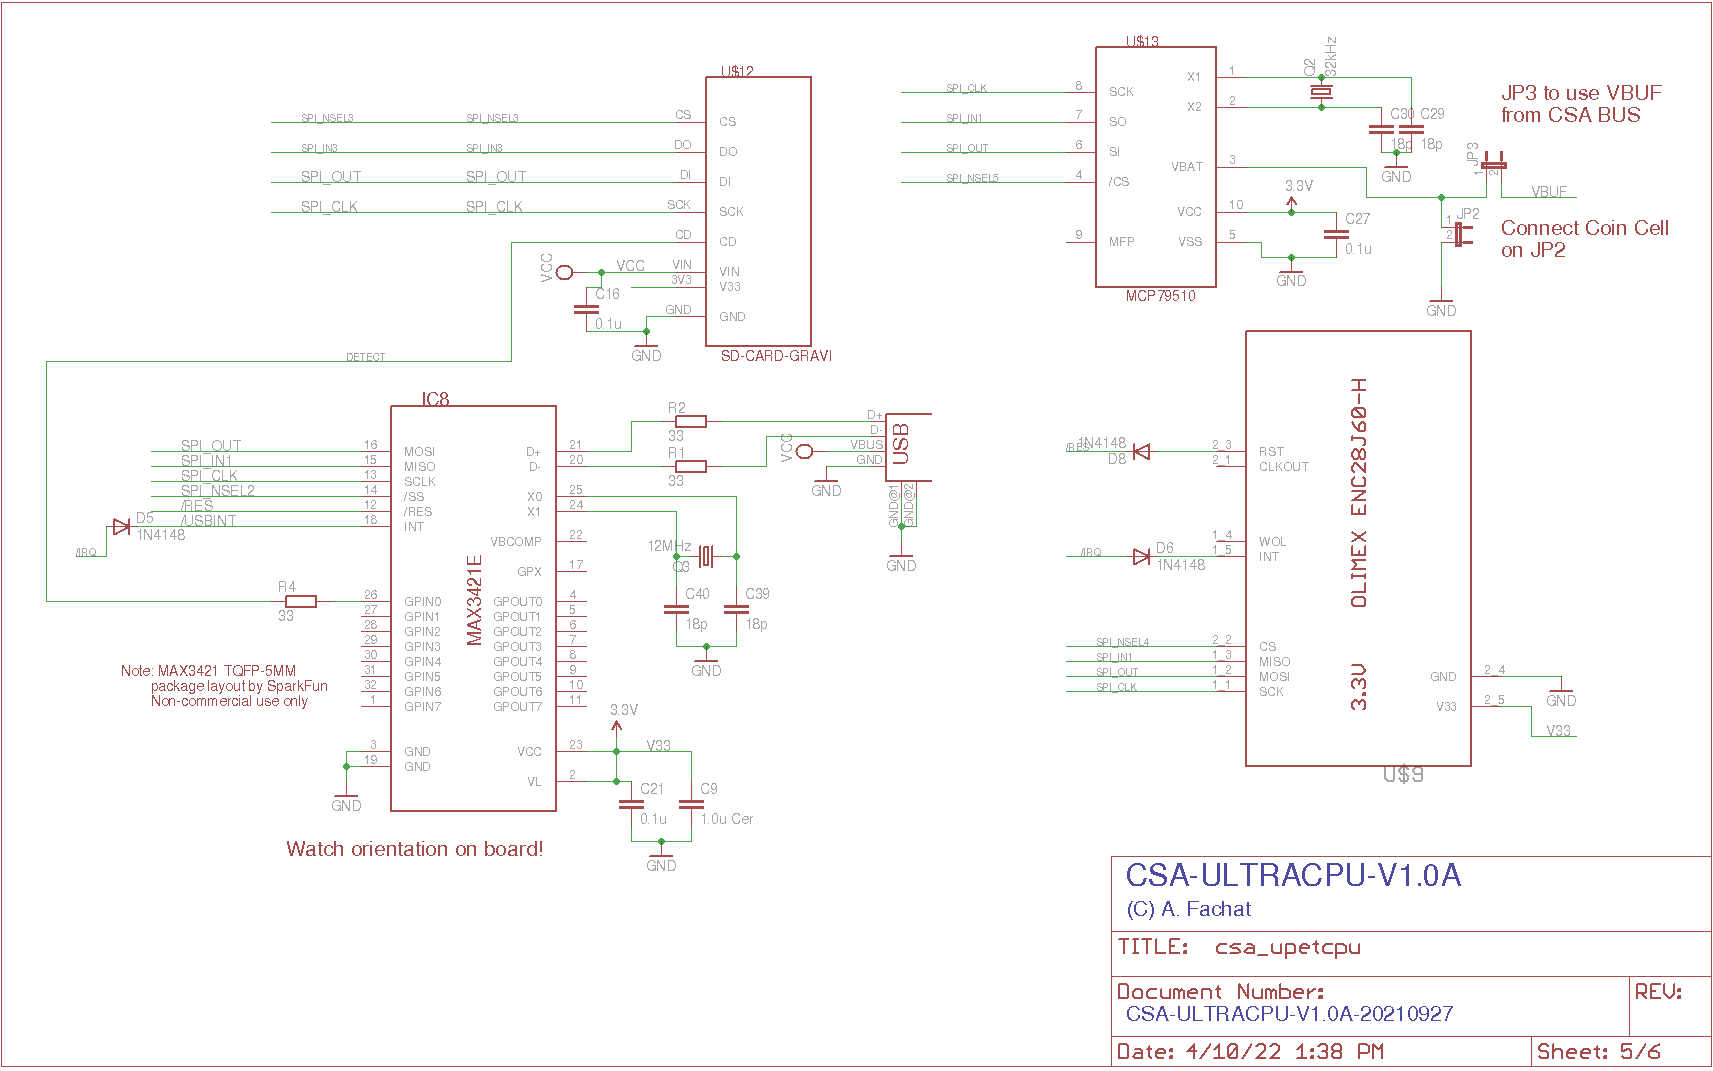 U$12
SPI_NSEL3 SPI_NSEL3 CS CS
SPI_IN3 SPI_IN3 DO DO
SPI_OUT SPI_OUT DI DI
SPI_CLK SPI_CLK SCK SCK
CD CD
VCC VCC VIN VIN
3V3 V33
C16
0.1u
GND GND
GND
SD-CARD-GRAVI
DETECT
U$13
SPI_CLK 8 SCK
SPI_IN1 7 SO
SPI_OUT 6 SI
SPI_NSEL5 4 /CS
9 MFP
X1 1
X2 2
VBAT 3
VCC 10
VSS 5
MCP79510
Q2
32kHz
C30 C29
18p 18p
GND
3.3V
C27
0.1u
GND
JP3 to use VBUF
from CSA BUS
JP3
1
2
VBUF
JP2
1
2
Connect Coin Cell
on JP2
GND
IC8
MAX3421E
SPI_OUT 16 MOSI
SPI_IN1 15 MISO
SPI_CLK 13 SCLK
SPI_NSEL2 14 /SS
/RES 12 /RES
/USBINT 18 INT
D5
1N4148
/IRQ
R4
33
26 GPIN0
27 GPIN1
28 GPIN2
29 GPIN3
30 GPIN4
31 GPIN5
32 GPIN6
1 GPIN7
3 GND
19 GND
GND
D+ 21
D- 20
X0 25
X1 24
VBCOMP 22
GPX 17
GPOUT0 4
GPOUT1 5
GPOUT2 6
GPOUT3 7
GPOUT4 8
GPOUT5 9
GPOUT6 10
GPOUT7 11
VCC 23
VL 2
R2
33
R1
33
D+
D-
VBUS
GND
VCC
GND
USB
GND@1
GND@2
GND
12MHz
Q3
C40
18p
C39
18p
GND
3.3V
V33
C21
0.1u
C9
1.0u Cer
GND
Note: MAX3421 TQFP-5MM
package layout by SparkFun
Non-commercial use only
Watch orientation on board!
OLIMEX ENC28J60-H
3.3V
/RES 1N4148
D8
2_3 RST
2_1 CLKOUT
1_4 WOL
/IRQ D6
1N4148
1_5 INT
SPI_NSEL4 2_2 CS
SPI_IN1 1_3 MISO
SPI_OUT 1_2 MOSI
SPI_CLK 1_1 SCK
GND 2_4
GND
V33 2_5
V33
U$9
CSA-ULTRACPU-V1.0A
(C) A. Fachat
TITLE: csa_upetcpu
Document Number:
CSA-ULTRACPU-V1.0A-20210927
REV:
Date: 4/10/22 1:38 PM
Sheet: 5/6